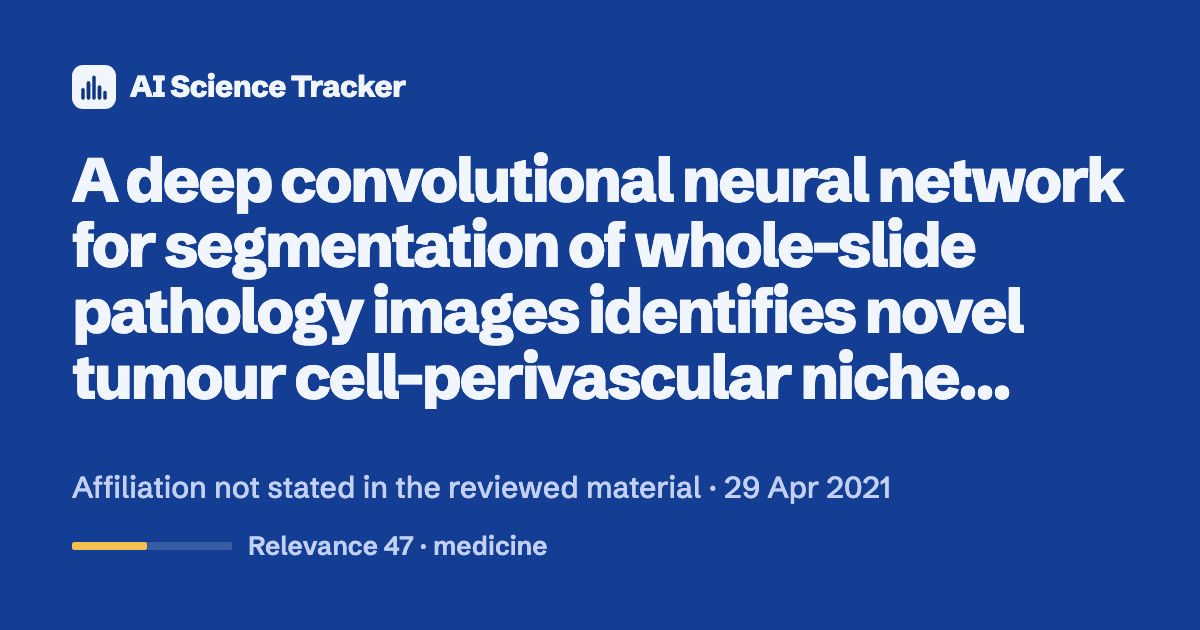 AI Science Tracker
A deep convolutional neural network
for segmentation of whole-slide
pathology images identifies novel
tumour cell-perivascular niche...
Affiliation not stated in the reviewed material · 29 Apr 2021
Relevance 47 · medicine